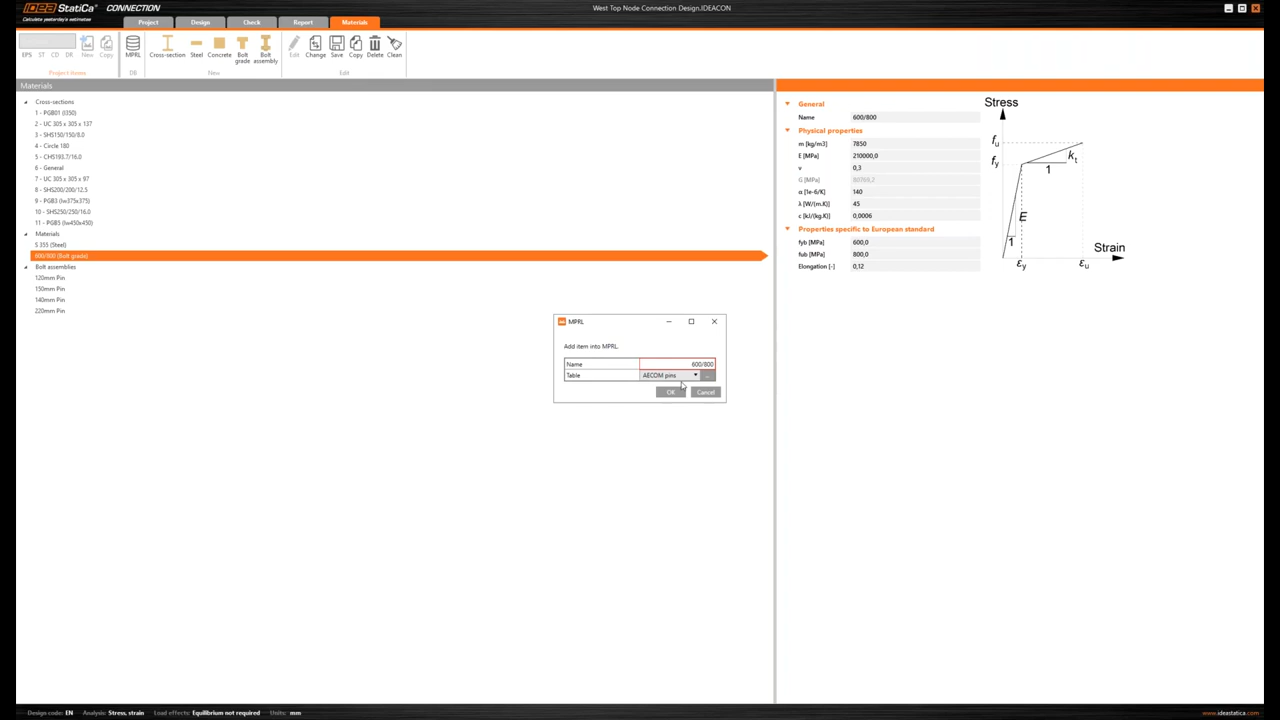 IDEA StatiCa® CONNECTION
Calculate yesterday's estimates
West Top Node Connection Design.IDEACON
Project
Design
Check
Report
Materials
EPS
ST
CD
DR
New
Copy
MPRL
Cross-section
Steel
Concrete
Bolt
grade
Bolt
assembly
Edit
Change
Save
Copy
Delete
Clean
Project items
DB
New
Edit
Materials
Cross-sections
1 - PGB01 (I350)
2 - UC 305 x 305 x 137
3 - SHS150/150/8.0
4 - Circle 180
5 - CHS193.7/16.0
6 - General
7 - UC 305 x 305 x 97
8 - SHS200/200/12.5
9 - PGB3 (Iw375x375)
10 - SHS250/250/16.0
11 - PGB5 (Iw450x450)
Materials
S 355 (Steel)
600/800 (Bolt grade)
Bolt assemblies
120mm Pin
150mm Pin
140mm Pin
220mm Pin
MPRL
Add item into MPRL.
Name 600/800
Table AECOM pins ...
OK Cancel
General
Name 600/800
Physical properties
m [kg/m3] 7850
E [MPa] 210000,0
ν 0,3
G [MPa] 80769,2
α [1e-6/K] 140
λ [W/(m.K)] 45
c [kJ/(kg.K)] 0,0006
Properties specific to European standard
fyb [MPa] 600,0
fub [MPa] 800,0
Elongation [-] 0,12
Stress
fu
fy
kt
1
E
1
Strain
εy
εu
Design code: EN Analysis: Stress, strain Load effects: Equilibrium not required Units: mm
www.ideastatica.com